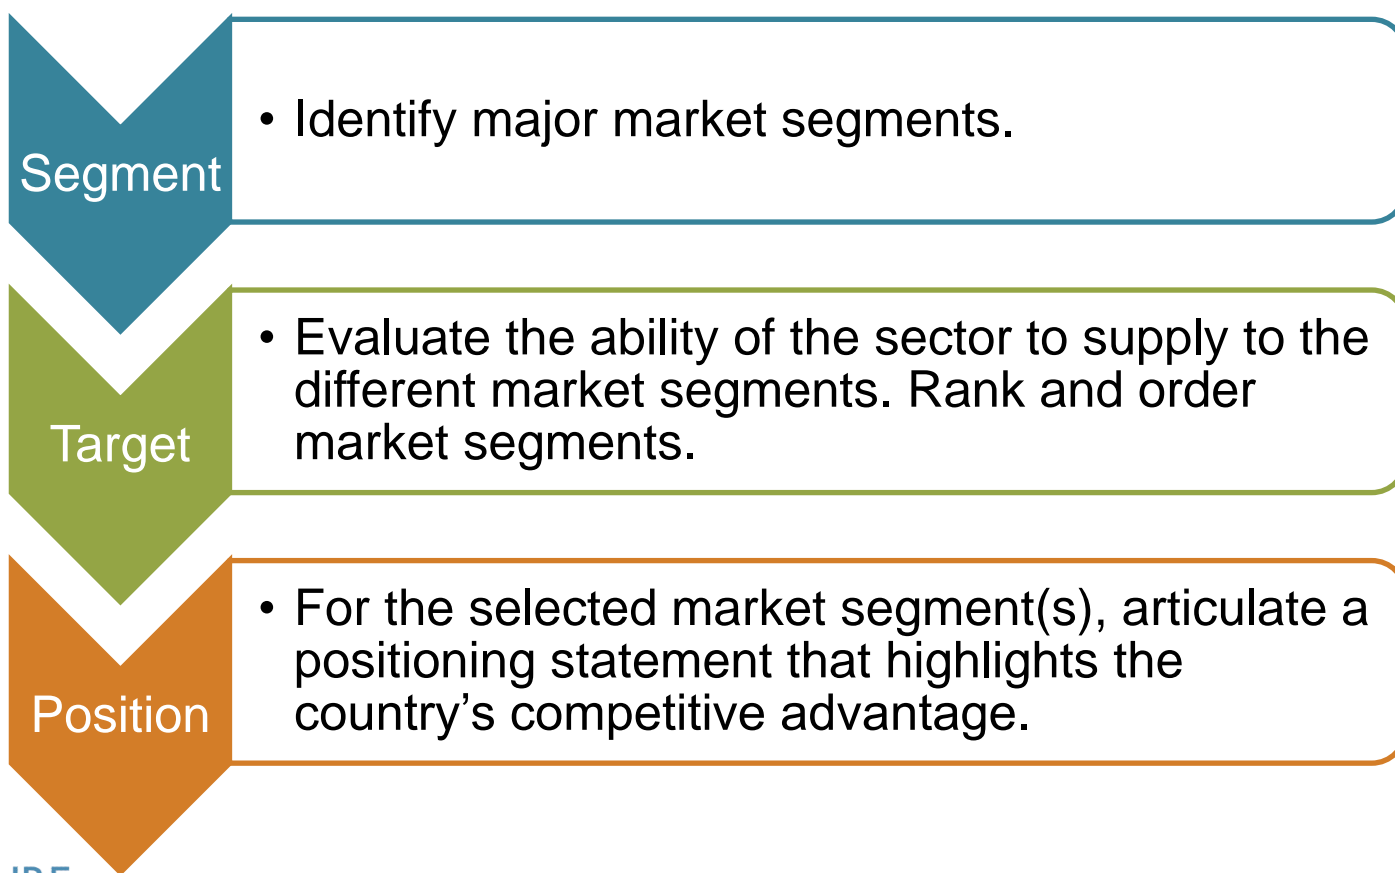 Segment
• Identify major market segments.
Target
• Evaluate the ability of the sector to supply to the
different market segments. Rank and order
market segments.
Position
• For the selected market segment(s), articulate a
positioning statement that highlights the
country’s competitive advantage.